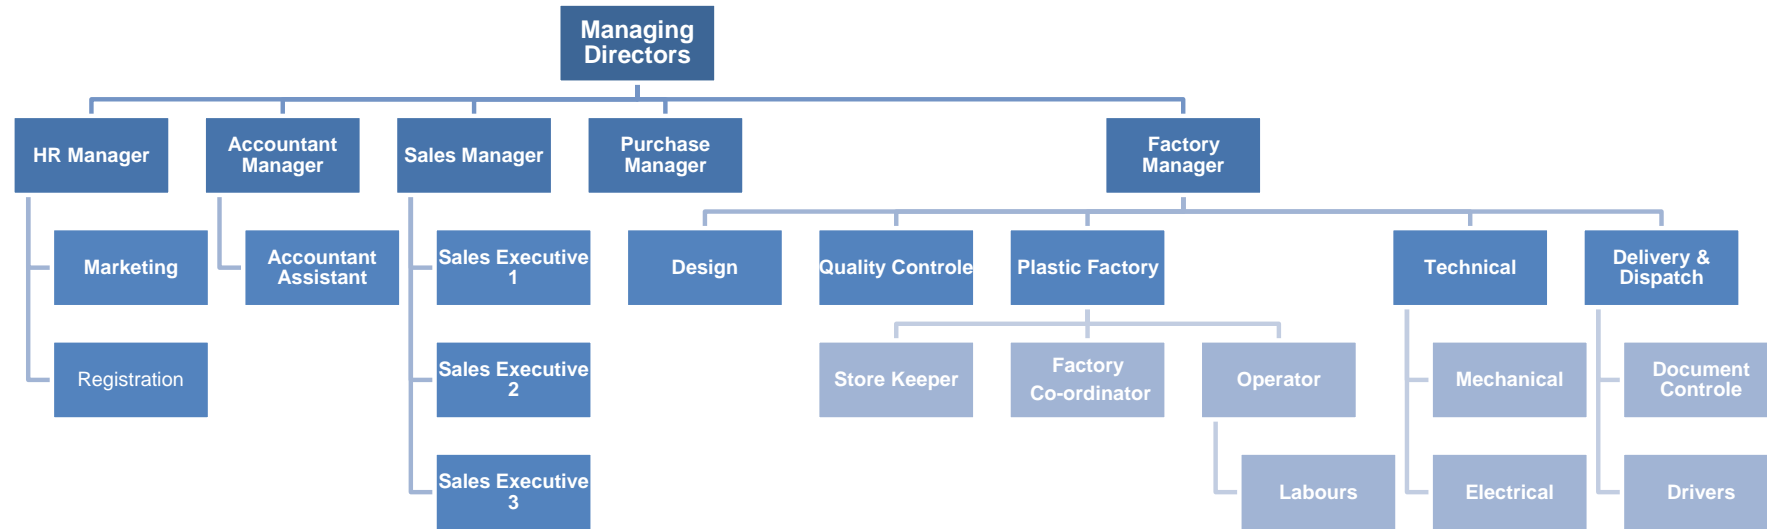 Managing
Directors
HR Manager
Accountant
Manager
Sales Manager
Purchase
Manager
Factory
Manager
Marketing
Accountant
Assistant
Sales Executive
1
Design
Quality Controle
Plastic Factory
Technical
Delivery &
Dispatch
Registration
Sales Executive
2
Store Keeper
Factory
Co-ordinator
Operator
Mechanical
Document
Controle
Sales Executive
3
Labours
Electrical
Drivers